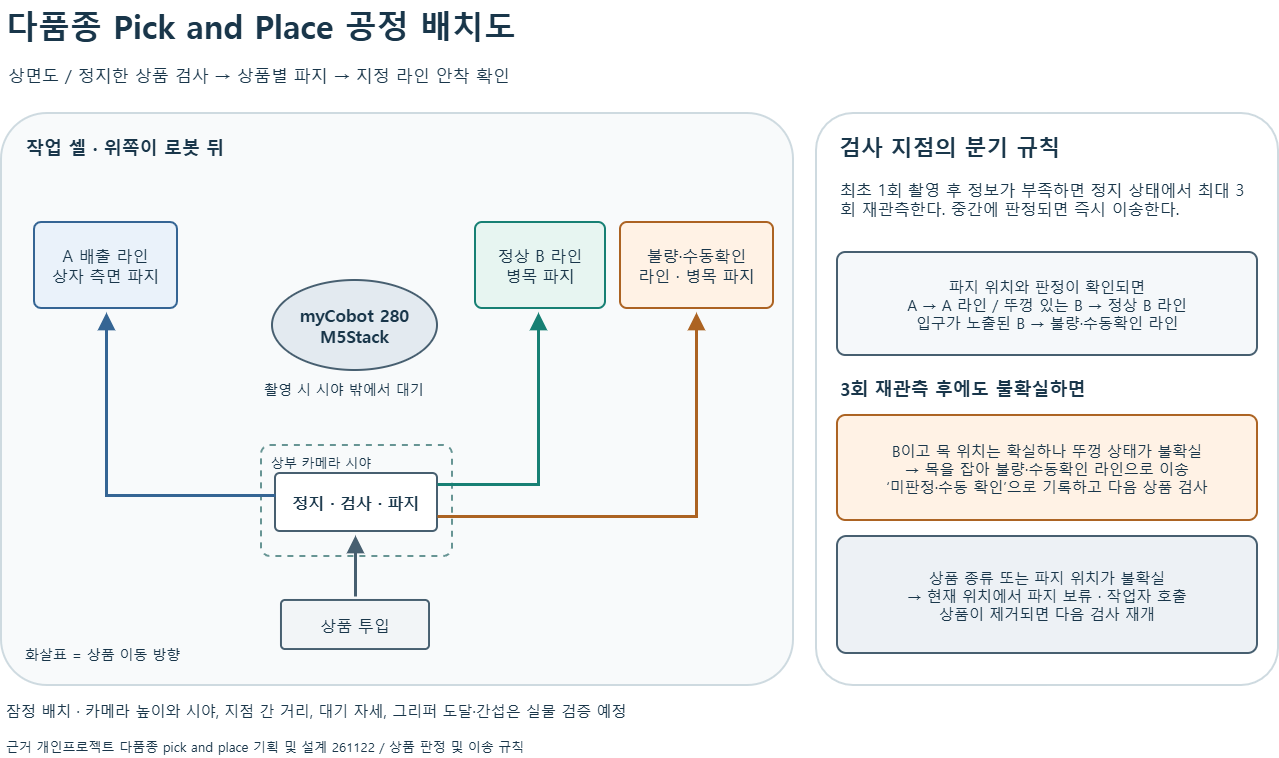 다품종 Pick and Place 공정 배치도
상면도 / 정지한 상품 검사 → 상품별 파지 → 지정 라인 안착 확인
작업 셀 · 위쪽이 로봇 뒤
A 배출 라인
상자 측면 파지
정상 B 라인
병목 파지
불량·수동확인
라인 · 병목 파지
myCobot 280
M5Stack
촬영 시 시야 밖에서 대기
상부 카메라 시야
정지 · 검사 · 파지
상품 투입
화살표 = 상품 이동 방향
검사 지점의 분기 규칙
최초 1회 촬영 후 정보가 부족하면 정지 상태에서 최대 3
회 재관측한다. 중간에 판정되면 즉시 이송한다.
파지 위치와 판정이 확인되면
A → A 라인 / 뚜껑 있는 B → 정상 B 라인
입구가 노출된 B → 불량·수동확인 라인
3회 재관측 후에도 불확실하면
B이고 목 위치는 확실하나 뚜껑 상태가 불확실
→ 목을 잡아 불량·수동확인 라인으로 이송
'미판정·수동 확인'으로 기록하고 다음 상품 검사
상품 종류 또는 파지 위치가 불확실
→ 현재 위치에서 파지 보류 · 작업자 호출
상품이 제거되면 다음 검사 재개
잠정 배치 · 카메라 높이와 시야, 지점 간 거리, 대기 자세, 그리퍼 도달·간섭은 실물 검증 예정
근거 개인프로젝트 다품종 pick and place 기획 및 설계 261122 / 상품 판정 및 이송 규칙